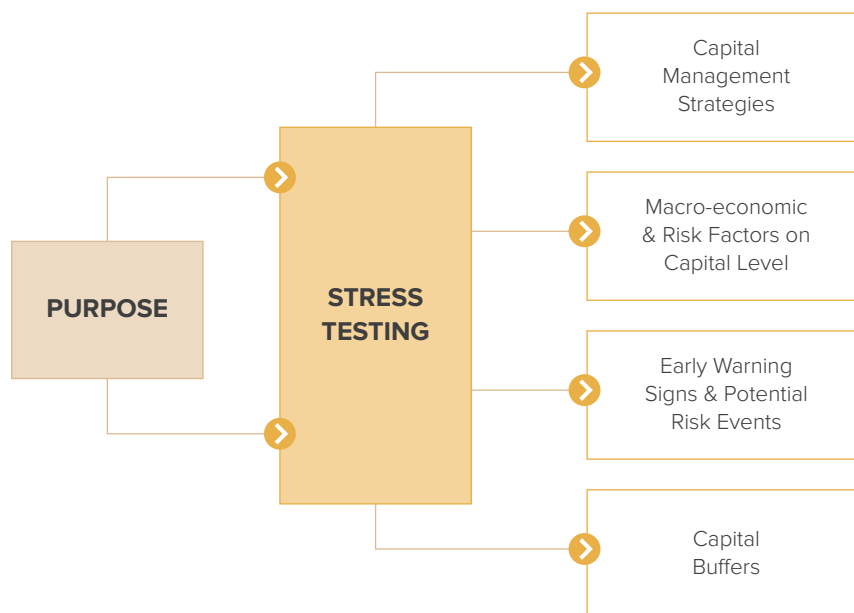 PURPOSE
STRESS
TESTING
Capital
Management
Strategies
Macro-economic
& Risk Factors on
Capital Level
Early Warning
Signs & Potential
Risk Events
Capital
Buffers